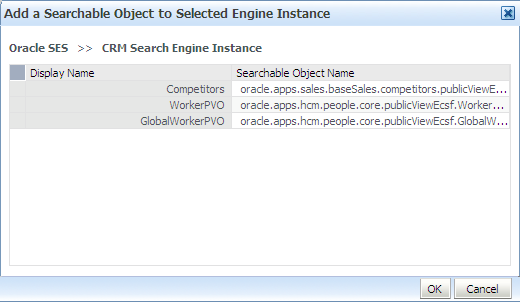 Add a Searchable Object to Selected Engine Instance
Oracle SES >> CRM Search Engine Instance
Display Name Searchable Object Name
Competitors oracle.apps.sales.baseSales.competitors.publicViewE...
WorkerPVO oracle.apps.hcm.people.core.publicViewEcsf.Worker...
GlobalWorkerPVO oracle.apps.hcm.people.core.publicViewEcsf.GlobalW...
OK Cancel